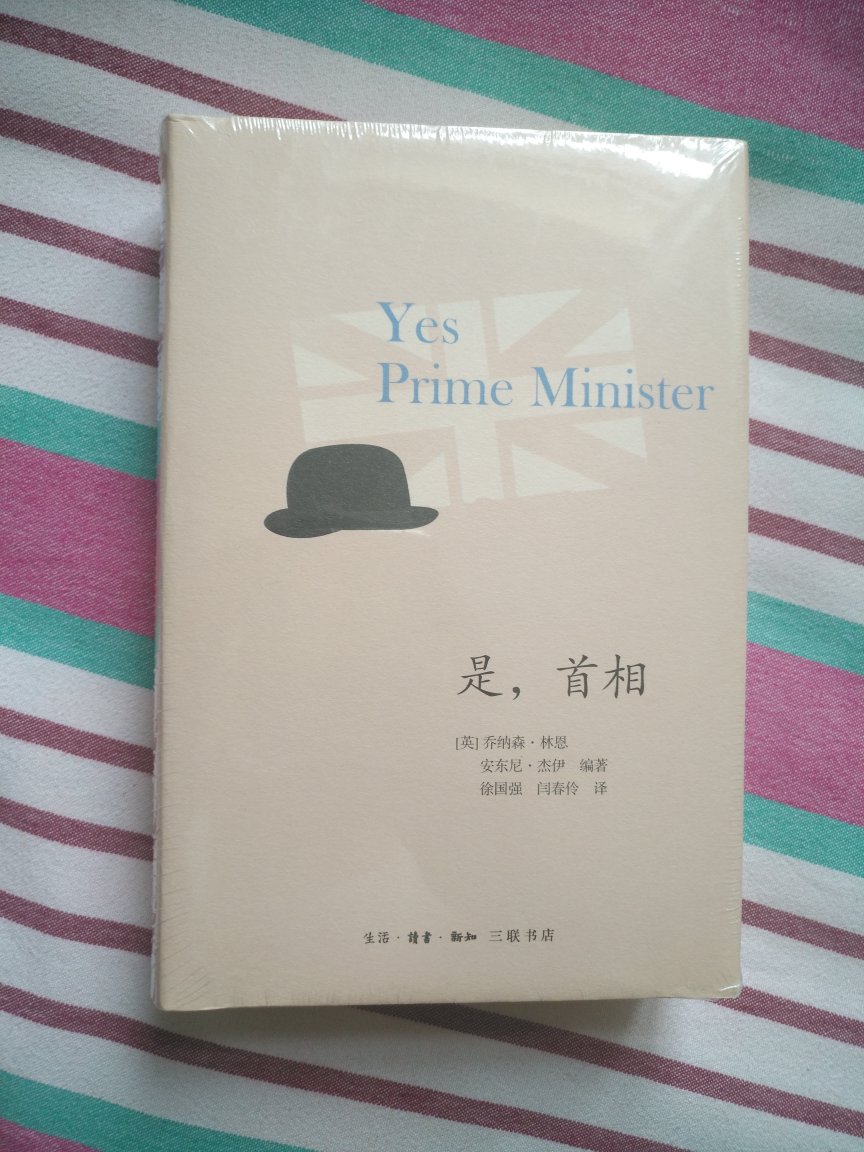 Yes
Prime Minister
是，首相
[英] 乔纳森·林恩
安东尼·杰伊 编著
徐国强 闫春伶 译
生活·讀書·新知 三联书店